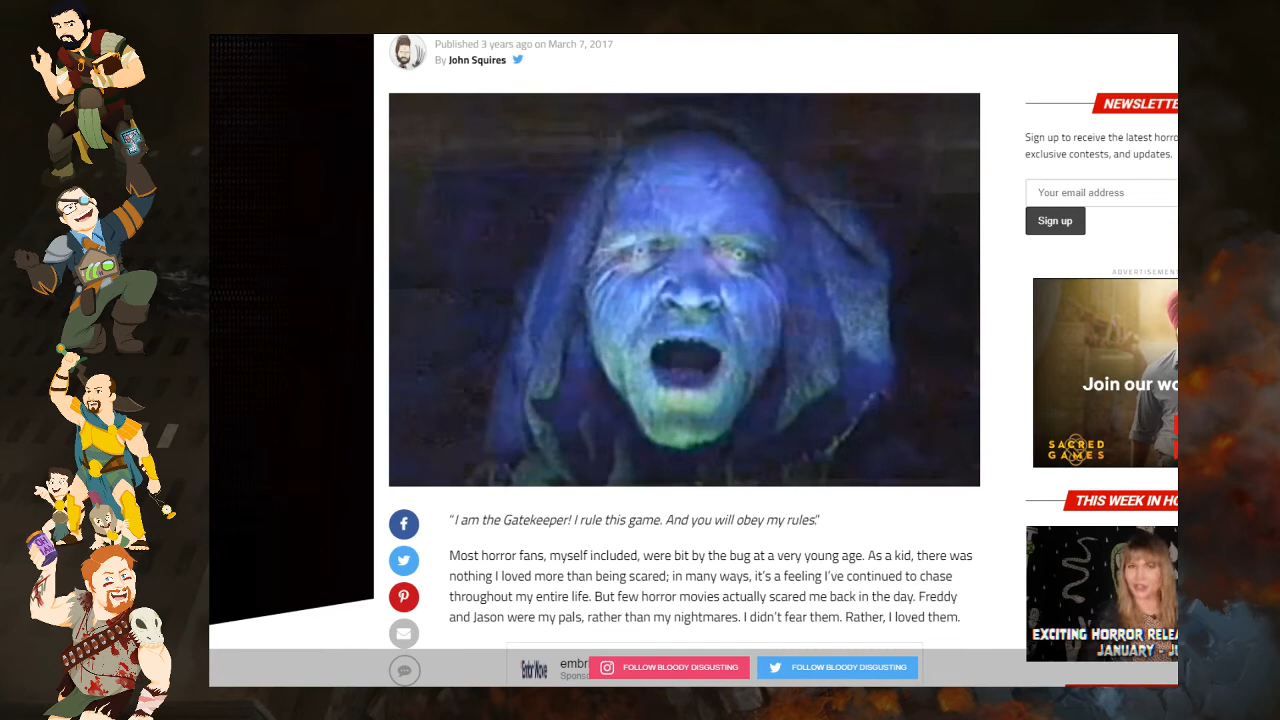 Published 3 years ago on March 7, 2017
By John Squires
NEWSLETTE
Sign up to receive the latest horro
exclusive contests, and updates.
Your email address
Sign up
ADVERTISEMEN
Join our wo
SACRED
GAMES
"I am the Gatekeeper! I rule this game. And you will obey my rules."
Most horror fans, myself included, were bit by the bug at a very young age. As a kid, there was
nothing I loved more than being scared; in many ways, it's a feeling I've continued to chase
throughout my entire life. But few horror movies actually scared me back in the day. Freddy
and Jason were my pals, rather than my nightmares. I didn't fear them. Rather, I loved them.
THIS WEEK IN HO
EXCITING HORROR RELEA
JANUARY - JU
embr
Sponso
FOLLOW BLOODY DISGUSTING
FOLLOW BLOODY DISGUSTING